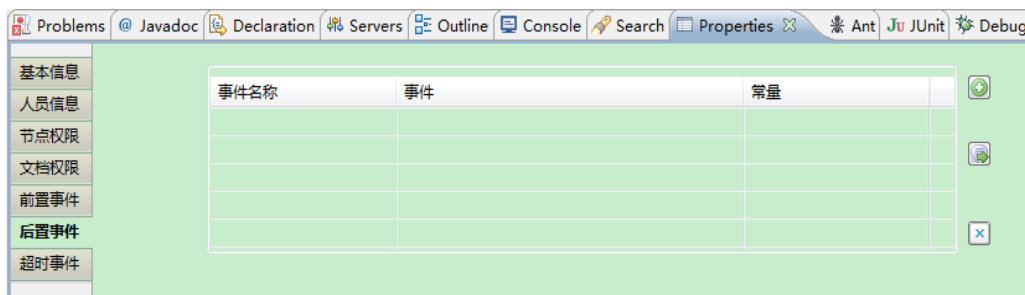 Problems @ Javadoc Declaration Servers Outline Console Search Properties Ant JU JUnit Debug
基本信息
人员信息
节点权限
文档权限
前置事件
后置事件
超时事件
事件名称 事件 常量